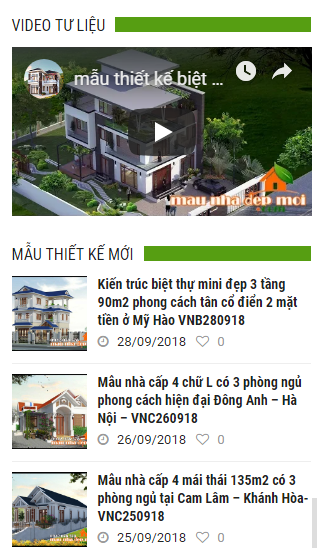 VIDEO TƯ LIỆU
mẫu thiết kế biệt ...
mau nha dep moi
MẪU THIẾT KẾ MỚI
Kiến trúc biệt thự mini đẹp 3 tầng
90m2 phong cách tân cổ điển 2 mặt
tiền ở Mỹ Hào VNB280918
28/09/2018 0
Mẫu nhà cấp 4 chữ L có 3 phòng ngủ
phong cách hiện đại Đông Anh – Hà
Nội – VNC260918
26/09/2018 0
Mẫu nhà cấp 4 mái thái 135m2 có 3
phòng ngủ tại Cam Lâm – Khánh Hòa-
VNC250918
25/09/2018 0